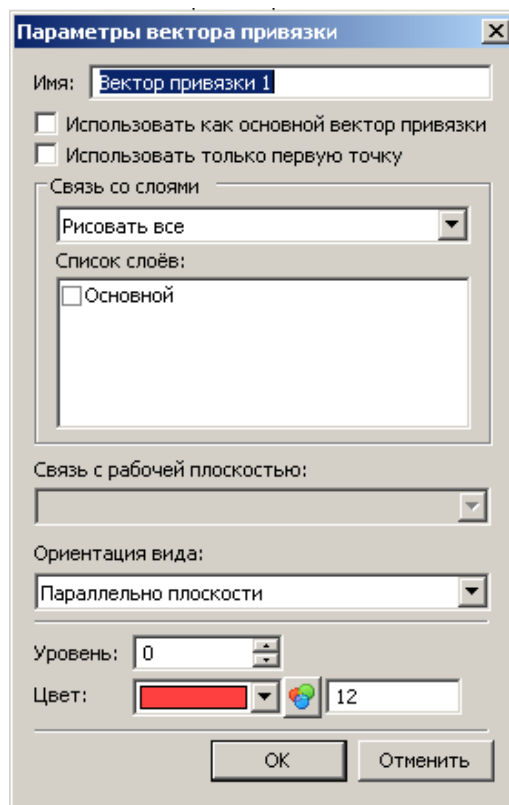 Параметры вектора привязки
Имя: Вектор привязки 1
Использовать как основной вектор привязки
Использовать только первую точку
Связь со слоями
Рисовать все
Список слоёв:
Основной
Связь с рабочей плоскостью:
Ориентация вида:
Параллельно плоскости
Уровень: 0
Цвет: 12
OK Отменить